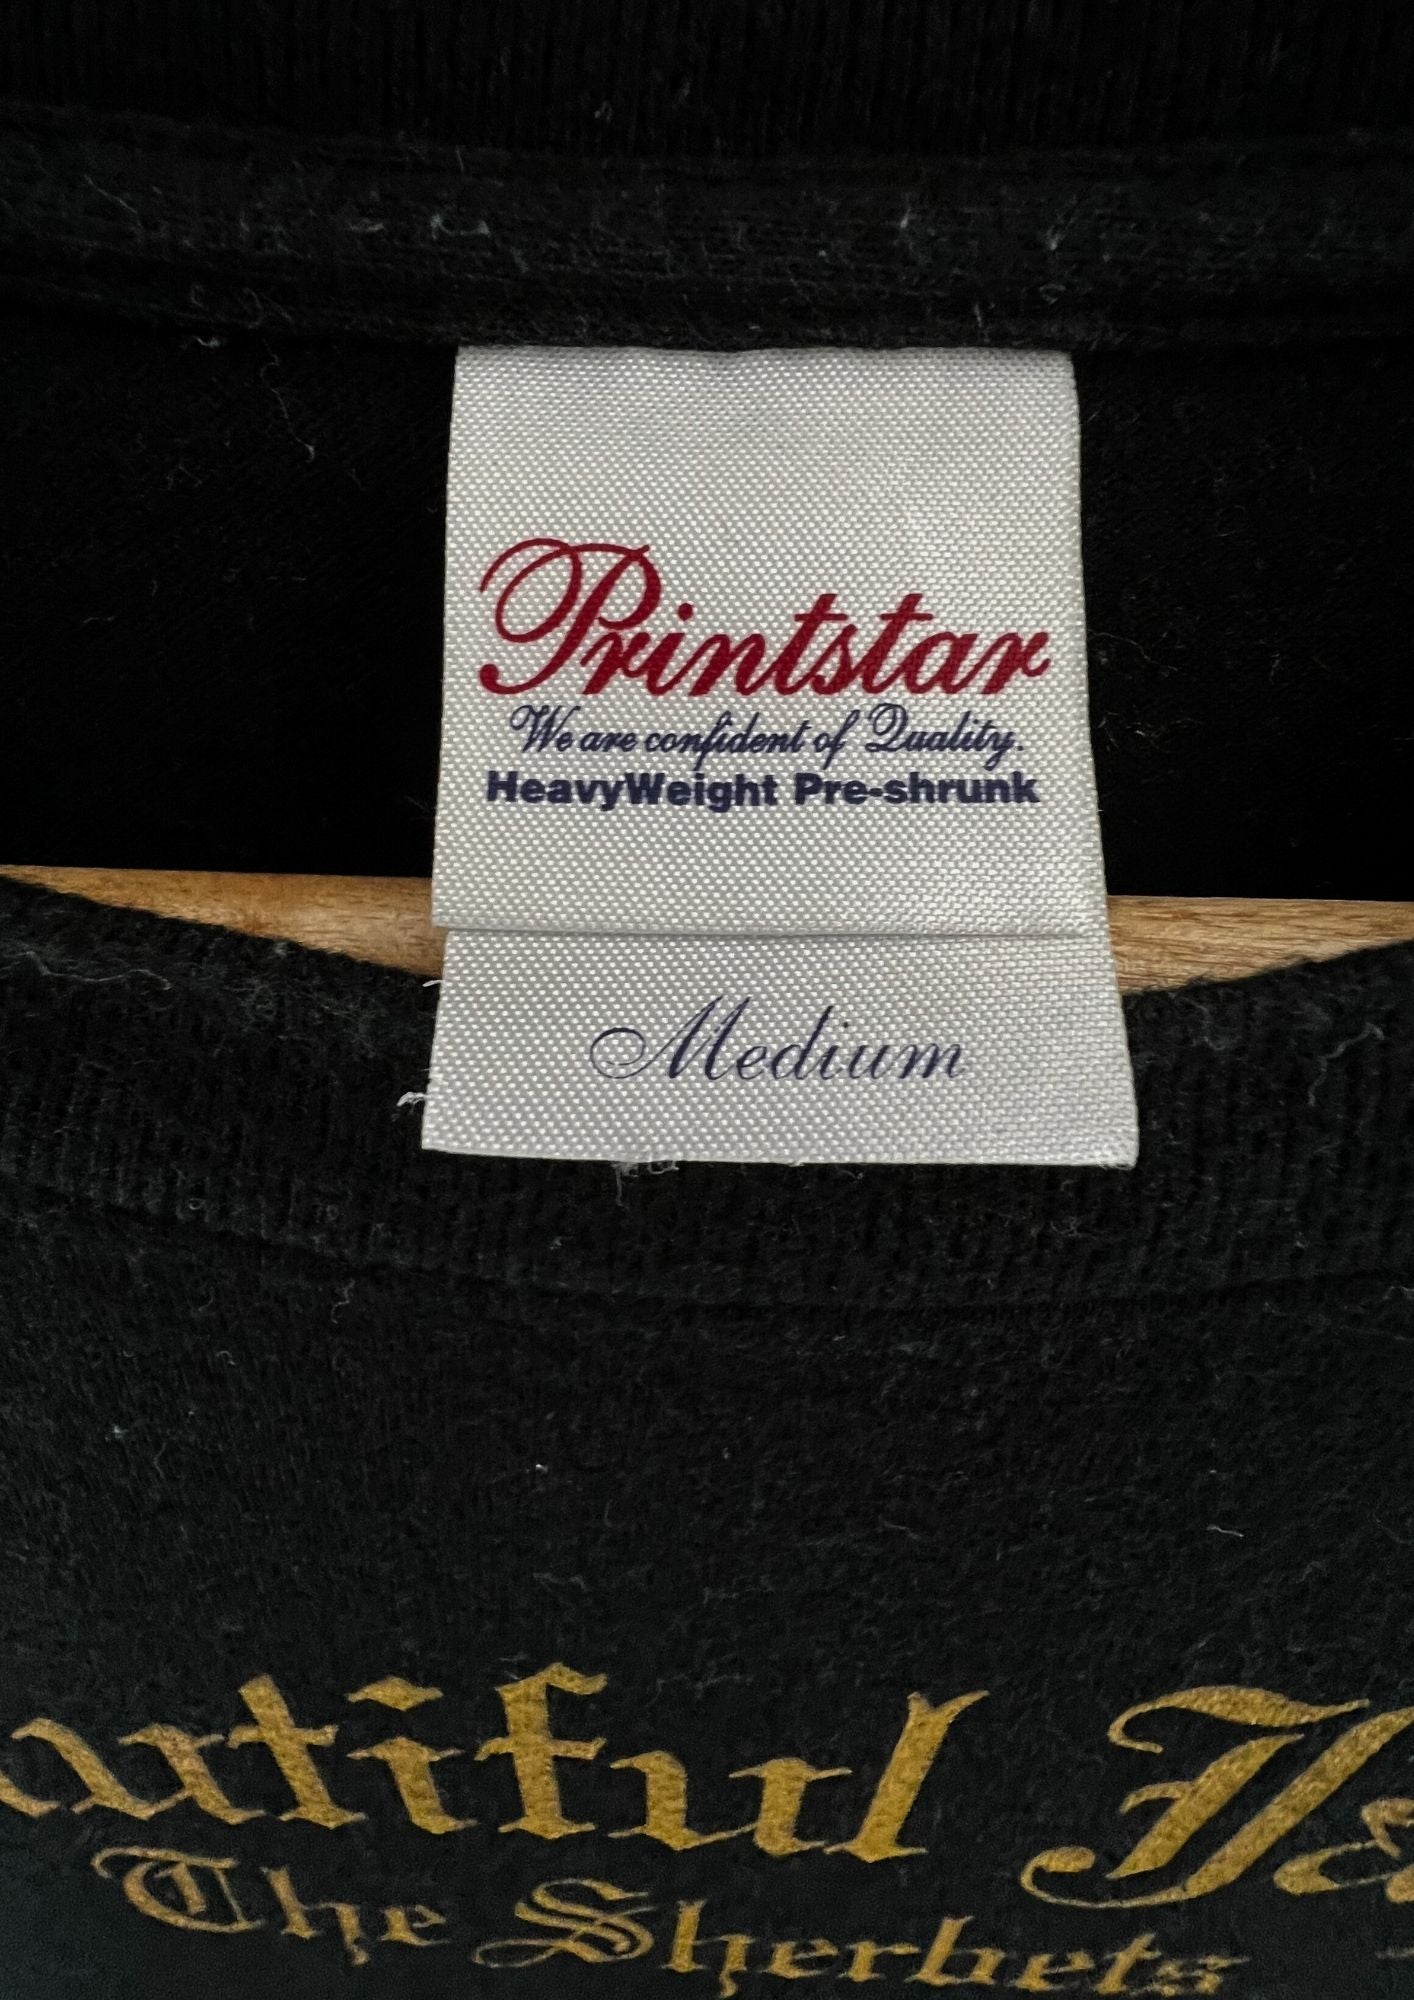 Printstar
We are confident of Quality.
HeavyWeight Pre-shrunk
Medium
The Sherbets